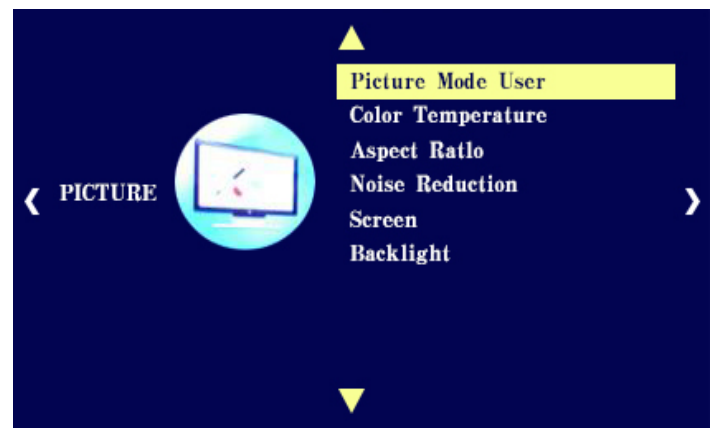 PICTURE
Picture Mode User
Color Temperature
Aspect Ratlo
Noise Reduction
Screen
Backlight